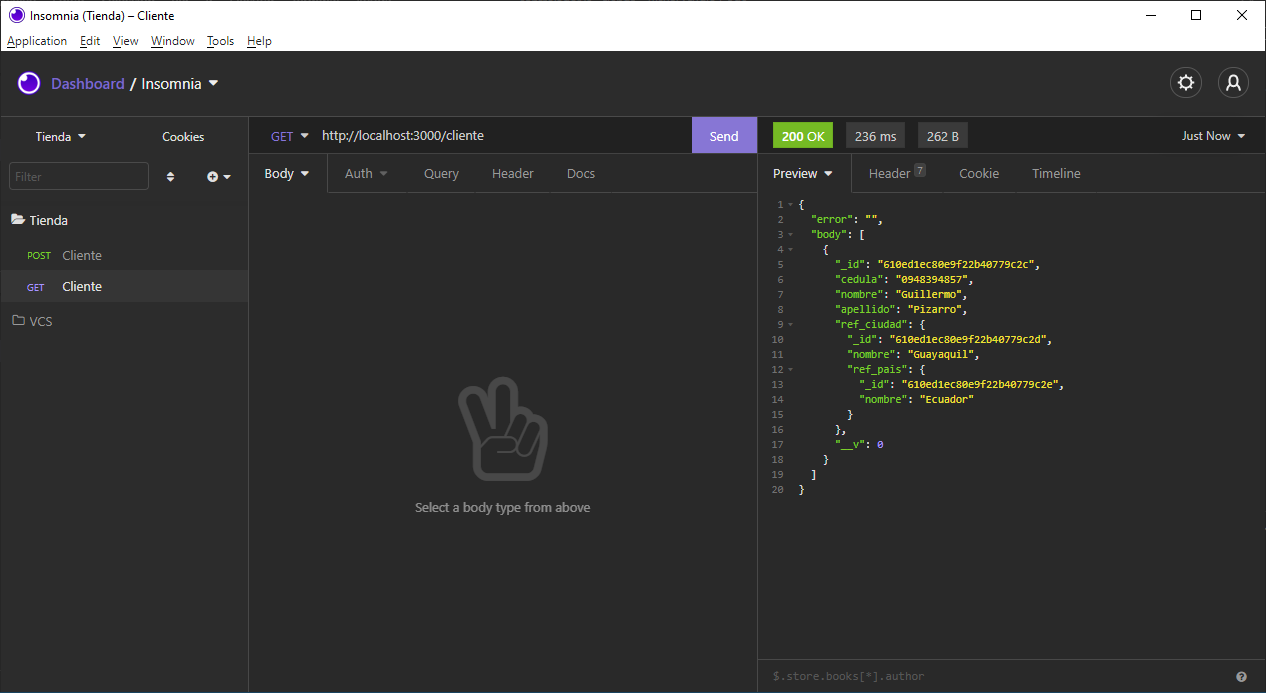 Insomnia (Tienda) – Cliente
Application Edit View Window Tools Help
Dashboard / Insomnia
Tienda Cookies
Filter
Tienda
POST Cliente
GET Cliente
VCS
GET http://localhost:3000/cliente Send
Body Auth Query Header Docs
Select a body type from above
200 OK 236 ms 262 B Just Now
Preview Header 7 Cookie Timeline
1 {
2 "error": "",
3 "body": [
4 {
5 "_id": "610ed1ec80e9f22b40779c2c",
6 "cedula": "0948394857",
7 "nombre": "Guillermo",
8 "apellido": "Pizarro",
9 "ref_ciudad": {
10 "_id": "610ed1ec80e9f22b40779c2d",
11 "nombre": "Guayaquil",
12 "ref_pais": {
13 "_id": "610ed1ec80e9f22b40779c2e",
14 "nombre": "Ecuador"
15 }
16 },
17 "__v": 0
18 }
19 ]
20 }
$.store.books[*].author